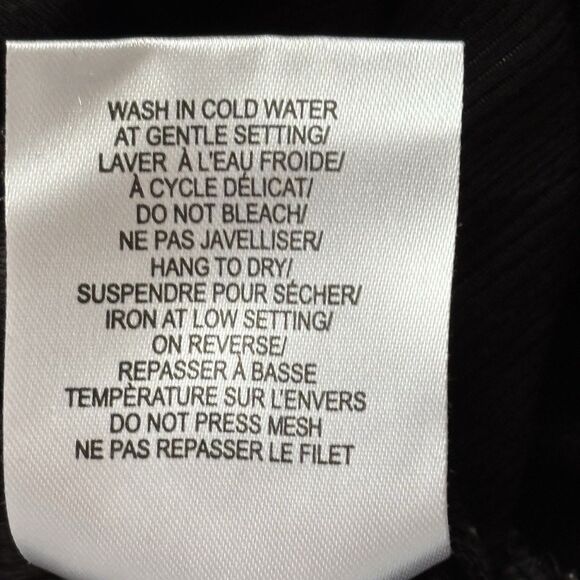 WASH IN COLD WATER
AT GENTLE SETTING/
LAVER À L'EAU FROIDE/
À CYCLE DÉLICAT/
DO NOT BLEACH/
NE PAS JAVELLISER/
HANG TO DRY/
SUSPENDRE POUR SÉCHER/
IRON AT LOW SETTING/
ON REVERSE/
REPASSER À BASSE
TEMPÈRATURE SUR L'ENVERS
DO NOT PRESS MESH
NE PAS REPASSER LE FILET